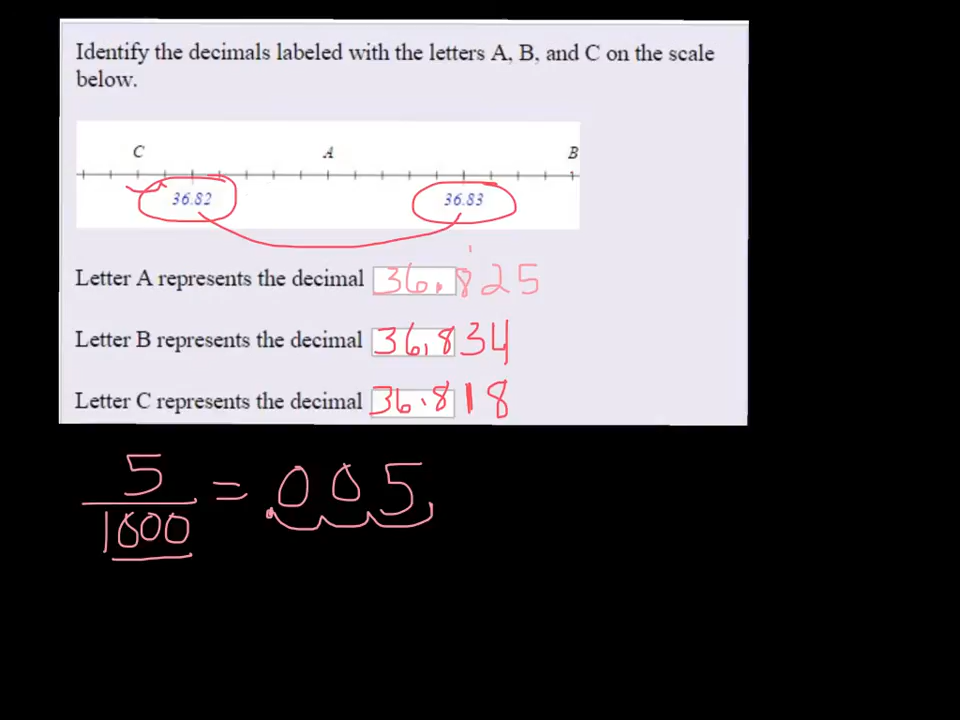 Identify the decimals labeled with the letters A, B, and C on the scale
below.
C A B
36.82 36.83
Letter A represents the decimal 36.825
Letter B represents the decimal 36.834
Letter C represents the decimal 36.818
5/1000 = .005